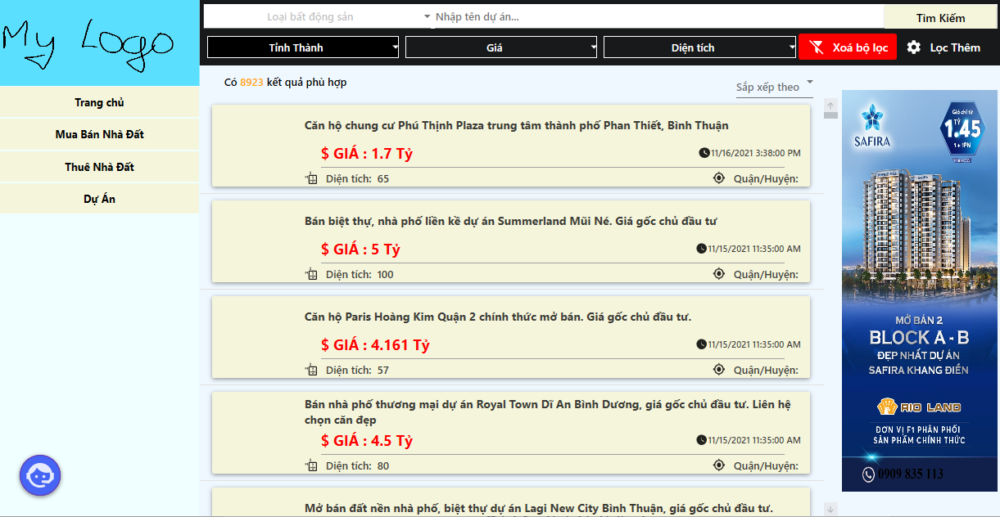 My Logo
Trang chủ
Mua Bán Nhà Đất
Thuê Nhà Đất
Dự Án
Loại bất động sản
Nhập tên dự án...
Tìm Kiếm
Tỉnh Thành
Giá
Diện tích
Xoá bộ lọc
Lọc Thêm
Có 8923 kết quả phù hợp
Sắp xếp theo
Căn hộ chung cư Phú Thịnh Plaza trung tâm thành phố Phan Thiết, Bình Thuận
$ GIÁ : 1.7 Tỷ
11/16/2021 3:38:00 PM
Diện tích: 65
Quận/Huyện:
Bán biệt thự, nhà phố liền kề dự án Summerland Mũi Né. Giá gốc chủ đầu tư
$ GIÁ : 5 Tỷ
11/15/2021 11:35:00 AM
Diện tích: 100
Quận/Huyện:
Căn hộ Paris Hoàng Kim Quận 2 chính thức mở bán. Giá gốc chủ đầu tư.
$ GIÁ : 4.161 Tỷ
11/15/2021 11:35:00 AM
Diện tích: 57
Quận/Huyện:
Bán nhà phố thương mại dự án Royal Town Dĩ An Bình Dương, giá gốc chủ đầu tư. Liên hệ
chọn căn đẹp
$ GIÁ : 4.5 Tỷ
11/15/2021 11:35:00 AM
Diện tích: 80
Quận/Huyện:
Mở bán đất nền nhà phố, biệt thự dự án Lagi New City Bình Thuận, giá gốc chủ đầu tư.
SAFIRA
Giá chỉ từ
TỶ
1.45
1+1PN
MỞ BÁN 2
BLOCK A - B
ĐẸP NHẤT DỰ ÁN
SAFIRA KHANG ĐIỀN
RIO LAND
ĐƠN VỊ F1 PHÂN PHỐI
SẢN PHẨM CHÍNH THỨC
0909 835 113